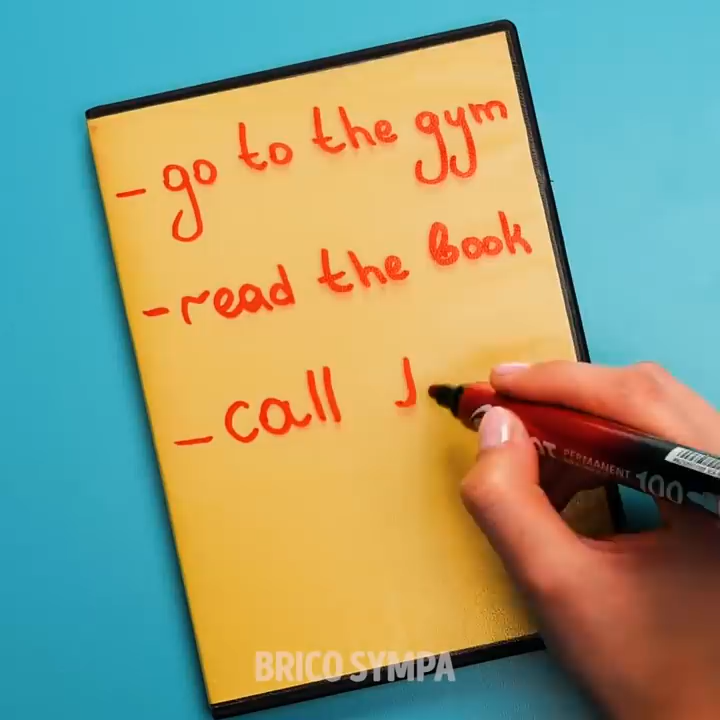 - go to the gym
- read the book
- call J
PERMANENT
100
BRICO SYMPA